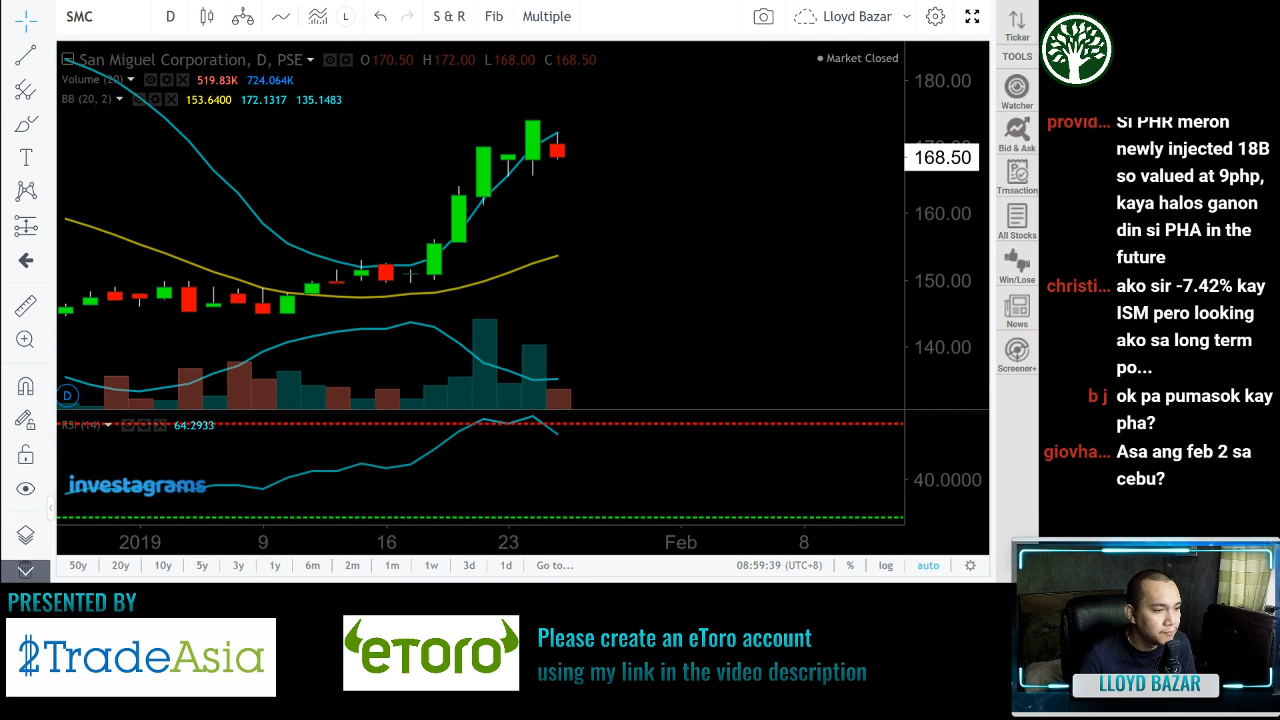 SMC D L S & R Fib Multiple Lloyd Bazar
San Miguel Corporation, D, PSE O170.50 H172.00 L168.00 C168.50
Market Closed
Volume (20) 519.83K 724.064K
BB (20, 2) 153.6400 172.1317 135.1483
180.00
168.50
160.00
150.00
140.00
D
RSI (14) 64.2933
investagrams
40.0000
2019 9 16 23 Feb 8
50y 20y 10y 5y 3y 1y 6m 2m 1m 1w 3d 1d Go to... 08:59:39 (UTC+8) % log auto
Ticker
TOOLS
Watcher
Bid & Ask
Trnsaction
All Stocks
Win/Lose
News
Screener+
provid... Si PHR meron
newly injected 18B
so valued at 9php,
kaya halos ganon
din si PHA in the
future
christi... ako sir -7.42% kay
ISM pero looking
ako sa long term
po...
b j ok pa pumasok kay
pha?
giovha... Asa ang feb 2 sa
cebu?
PRESENTED BY
2TradeAsia
eToro
Please create an eToro account
using my link in the video description
LLOYD BAZAR